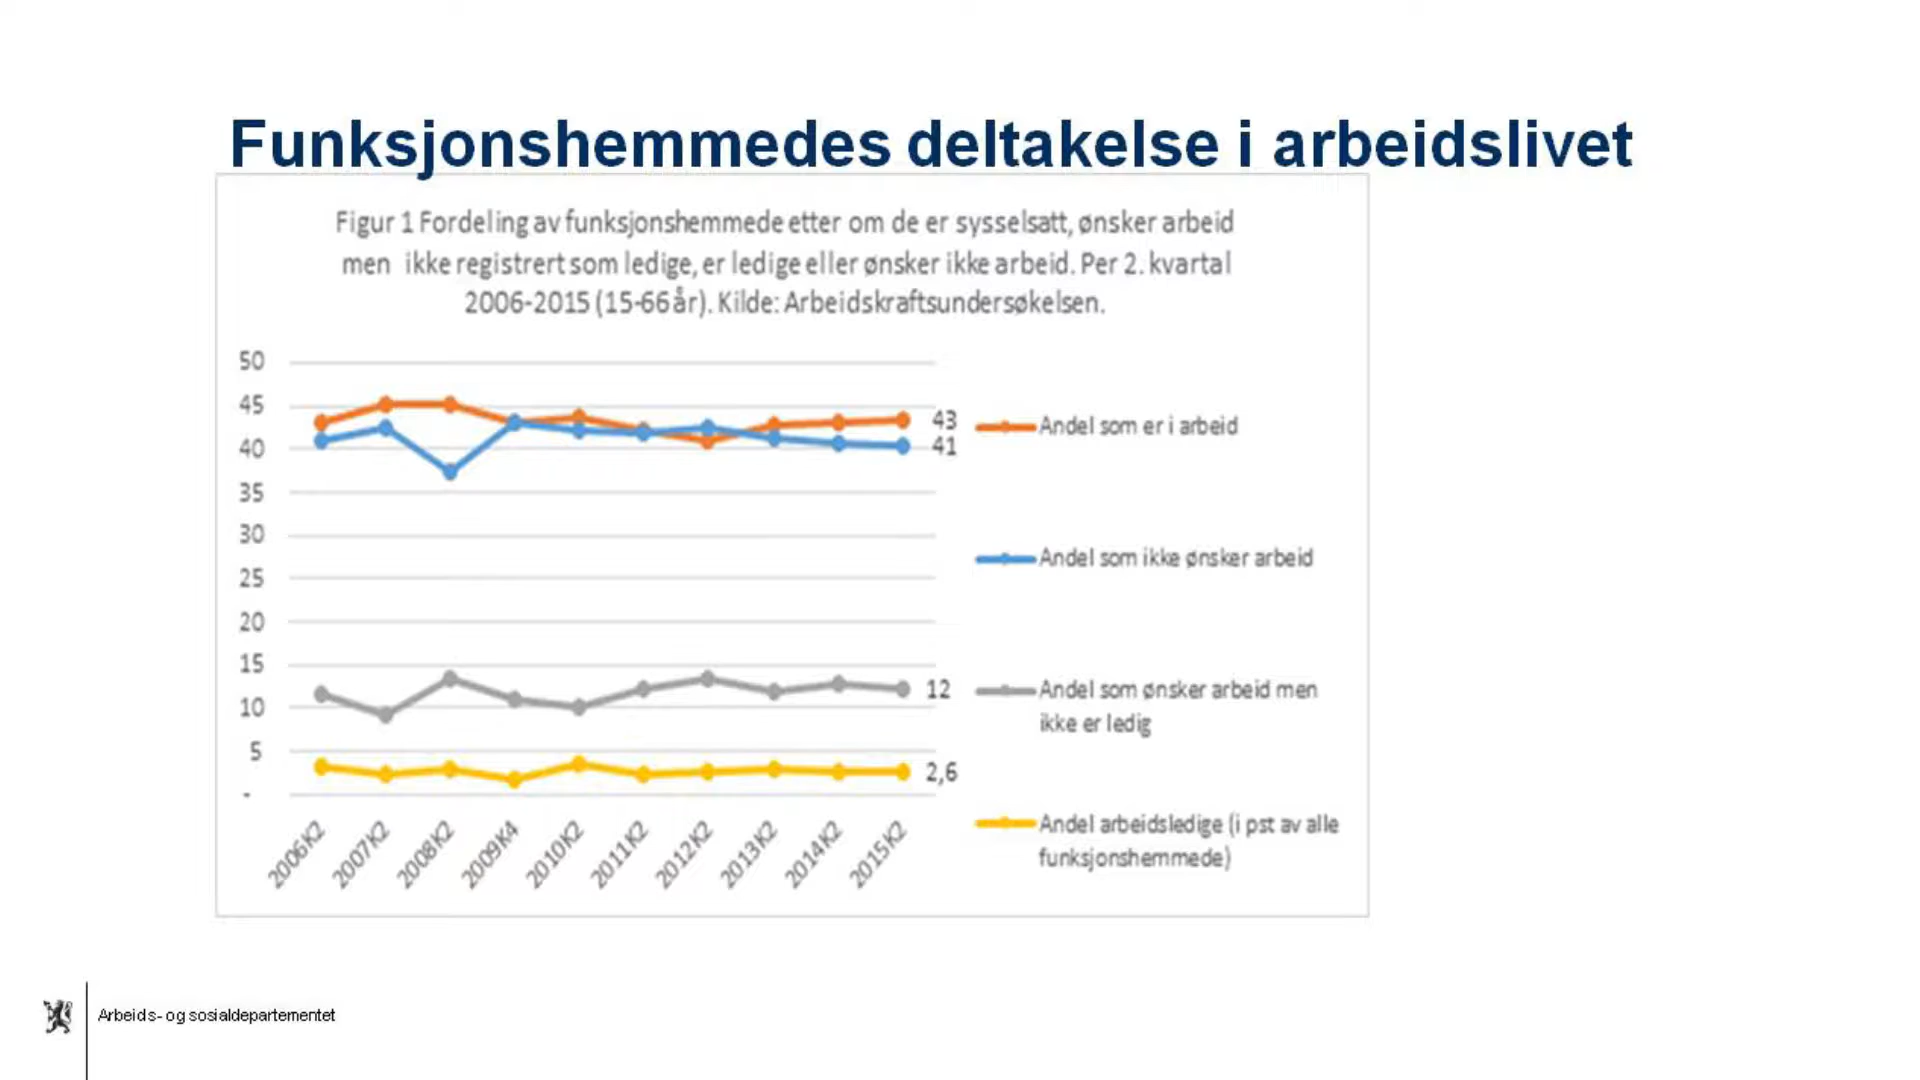 Funksjonshemmedes deltakelse i arbeidslivet
Figur 1 Fordeling av funksjonshemmede etter om de er sysselsatt, ønsker arbeid
men ikke registrert som ledige, er ledige eller ønsker ikke arbeid. Per 2. kvartal
2006-2015 (15-66 år). Kilde: Arbeidskraftsundersøkelsen.
50
45
40
35
30
25
20
15
10
5
-
43
41
12
2,6
2006K2
2007K2
2008K2
2009K4
2010K2
2011K2
2012K2
2013K2
2014K2
2015K2
Andel som er i arbeid
Andel som ikke ønsker arbeid
Andel som ønsker arbeid men
ikke er ledig
Andel arbeidsledige (i pst av alle
funksjonshemmede)
Arbeids- og sosialdepartementet